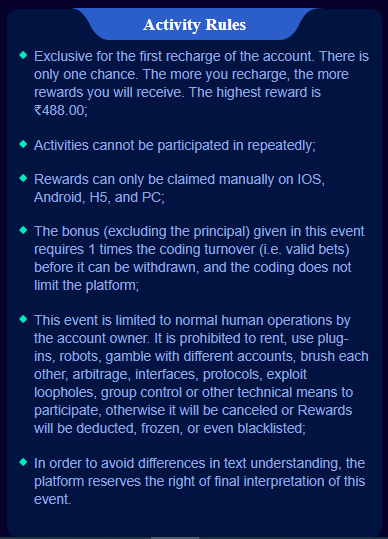 Activity Rules
Exclusive for the first recharge of the account. There is
only one chance. The more you recharge, the more
rewards you will receive. The highest reward is
₹488.00;
Activities cannot be participated in repeatedly;
Rewards can only be claimed manually on IOS,
Android, H5, and PC;
The bonus (excluding the principal) given in this event
requires 1 times the coding turnover (i.e. valid bets)
before it can be withdrawn, and the coding does not
limit the platform;
This event is limited to normal human operations by
the account owner. It is prohibited to rent, use plug-
ins, robots, gamble with different accounts, brush each
other, arbitrage, interfaces, protocols, exploit
loopholes, group control or other technical means to
participate, otherwise it will be canceled or Rewards
will be deducted, frozen, or even blacklisted;
In order to avoid differences in text understanding, the
platform reserves the right of final interpretation of this
event.